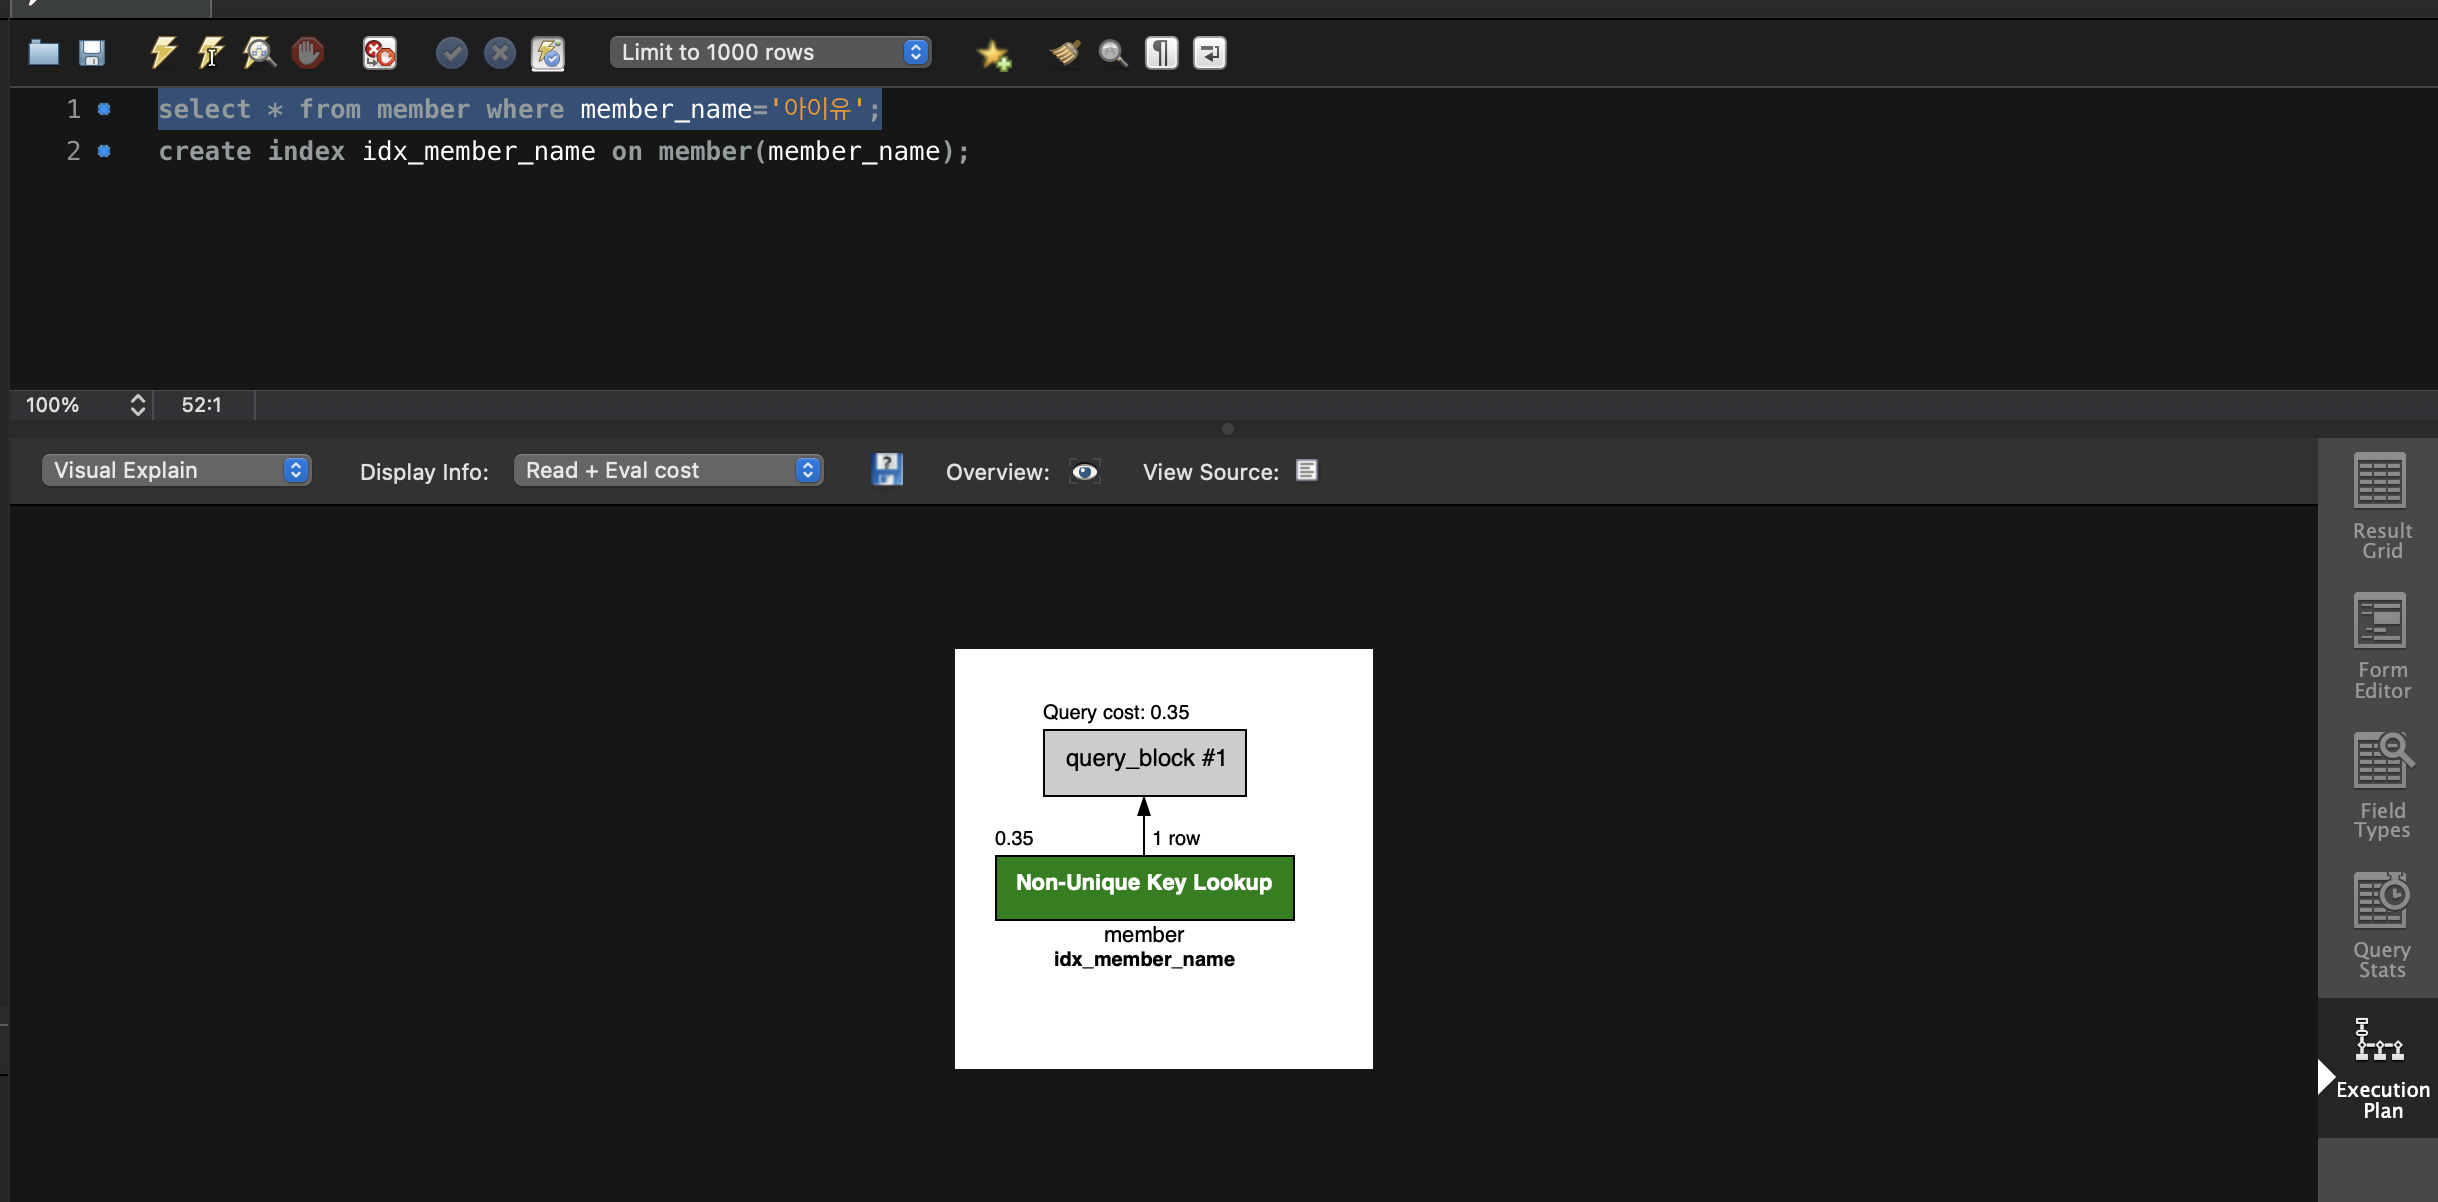 Limit to 1000 rows
1 select * from member where member_name='아이유';
2 create index idx_member_name on member(member_name);
100% 52:1
Visual Explain Display Info: Read + Eval cost Overview: View Source:
Query cost: 0.35
query_block #1
0.35 1 row
Non-Unique Key Lookup
member
idx_member_name
Result
Grid
Form
Editor
Field
Types
Query
Stats
Execution
Plan